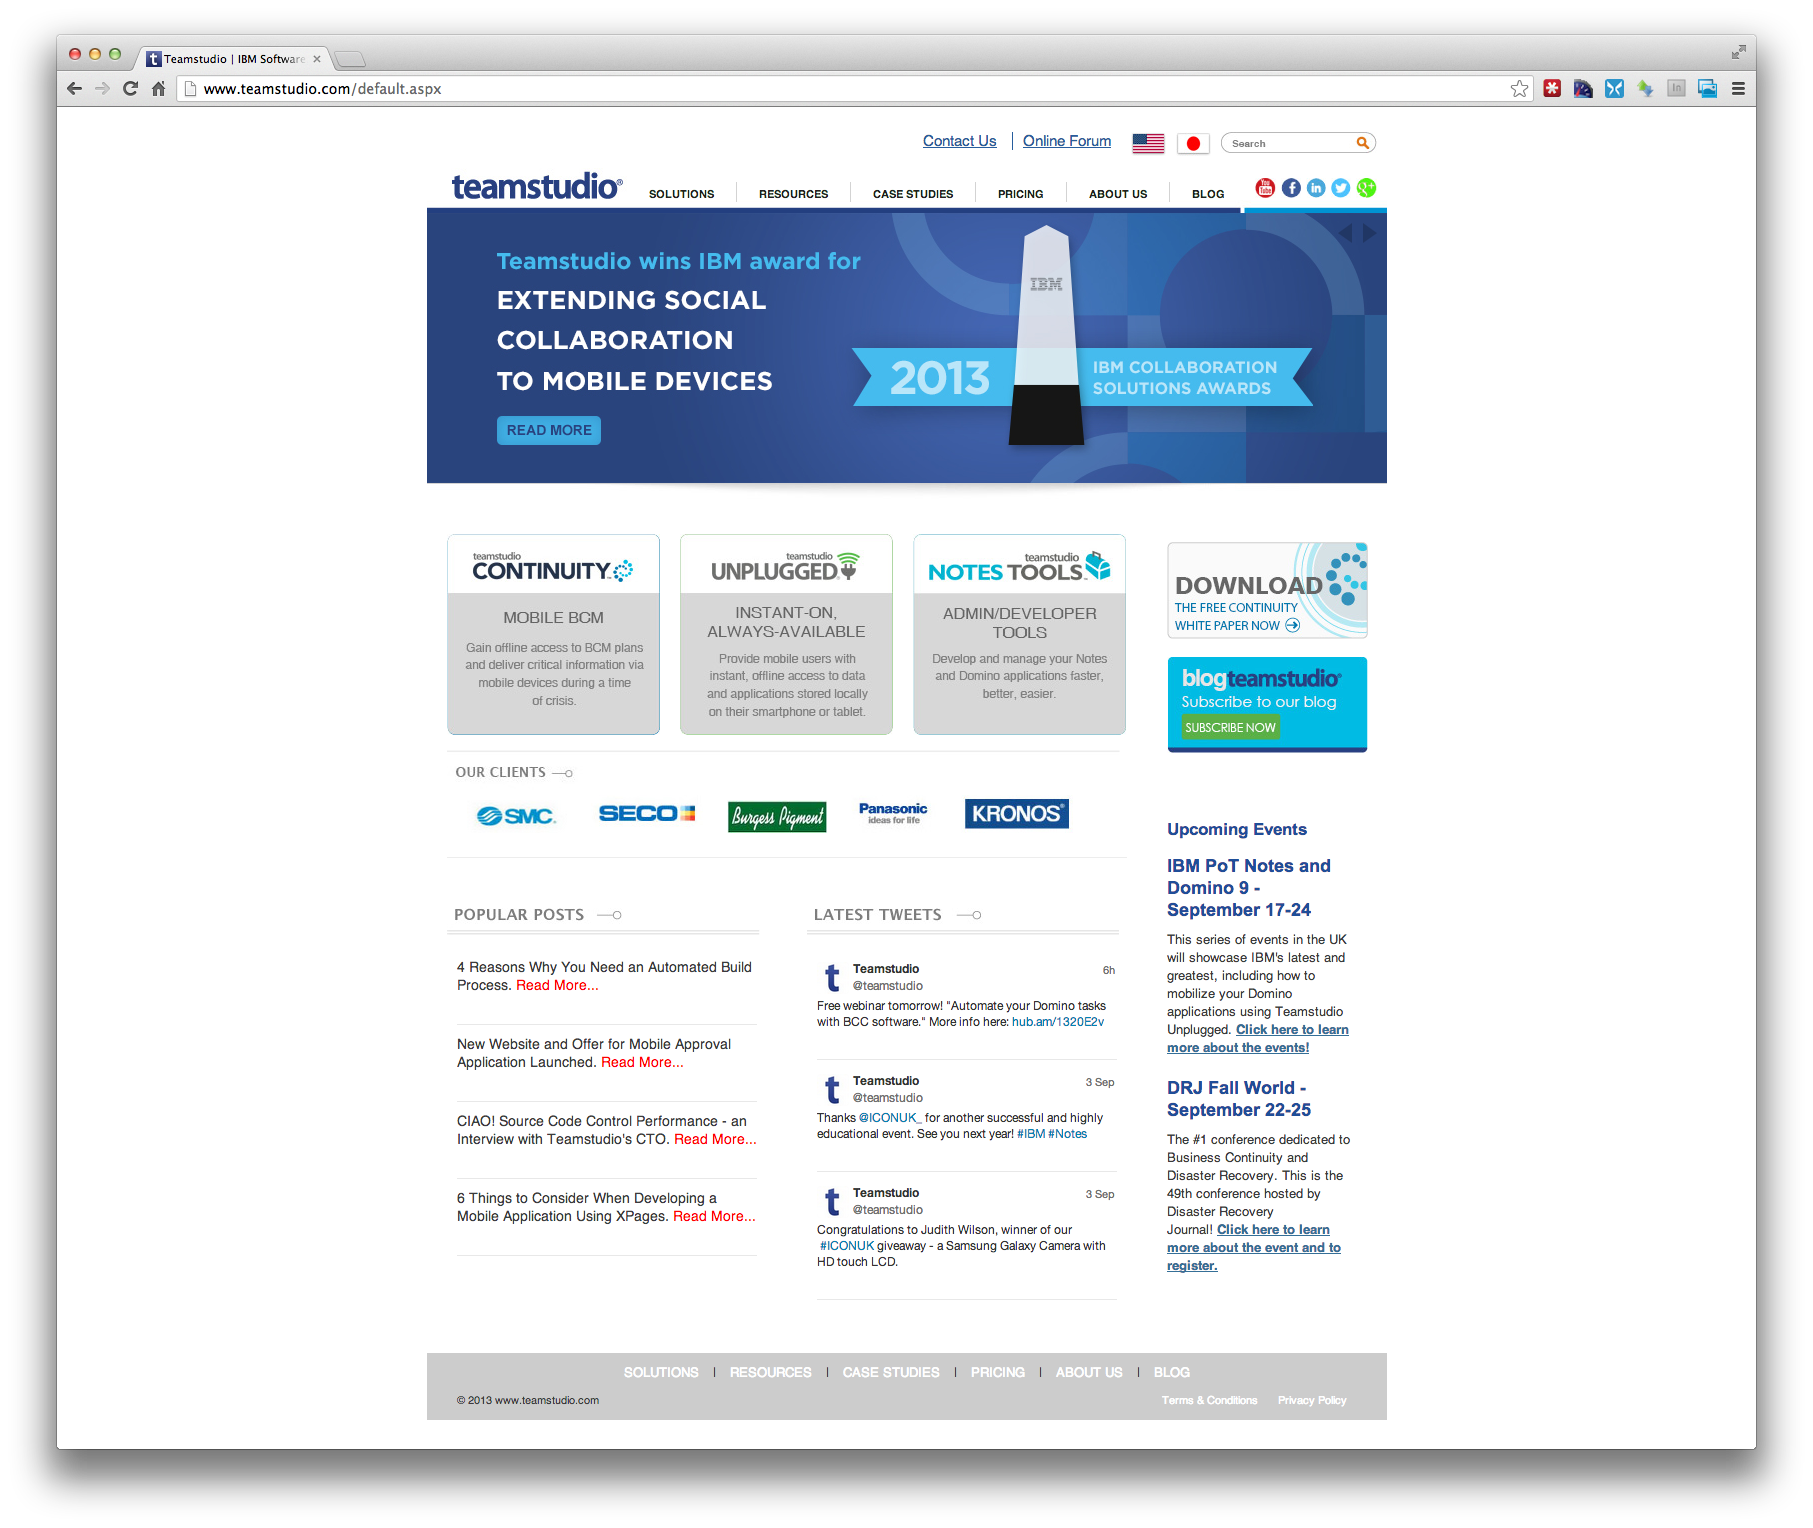 Teamstudio | IBM Software
www.teamstudio.com/default.aspx
Contact Us
Online Forum
Search
teamstudio®
SOLUTIONS
RESOURCES
CASE STUDIES
PRICING
ABOUT US
BLOG
Teamstudio wins IBM award for
EXTENDING SOCIAL
COLLABORATION
TO MOBILE DEVICES
READ MORE
IBM
2013
IBM COLLABORATION
SOLUTIONS AWARDS
teamstudio
CONTINUITY
MOBILE BCM
Gain offline access to BCM plans
and deliver critical information via
mobile devices during a time
of crisis.
teamstudio
UNPLUGGED
INSTANT-ON,
ALWAYS-AVAILABLE
Provide mobile users with
instant, offline access to data
and applications stored locally
on their smartphone or tablet.
teamstudio
NOTES TOOLS
ADMIN/DEVELOPER
TOOLS
Develop and manage your Notes
and Domino applications faster,
better, easier.
DOWNLOAD
THE FREE CONTINUITY
WHITE PAPER NOW
blogteamstudio
Subscribe to our blog
SUBSCRIBE NOW
OUR CLIENTS
SMC.
SECO
Burgess Pigment
Panasonic
ideas for life
KRONOS®
POPULAR POSTS
4 Reasons Why You Need an Automated Build
Process. Read More...
New Website and Offer for Mobile Approval
Application Launched. Read More...
CIAO! Source Code Control Performance - an
Interview with Teamstudio's CTO. Read More...
6 Things to Consider When Developing a
Mobile Application Using XPages. Read More...
LATEST TWEETS
Teamstudio 6h
@teamstudio
Free webinar tomorrow! "Automate your Domino tasks
with BCC software." More info here: hub.am/1320E2v
Teamstudio 3 Sep
@teamstudio
Thanks @ICONUK_ for another successful and highly
educational event. See you next year! #IBM #Notes
Teamstudio 3 Sep
@teamstudio
Congratulations to Judith Wilson, winner of our
#ICONUK giveaway - a Samsung Galaxy Camera with
HD touch LCD.
Upcoming Events
IBM PoT Notes and
Domino 9 -
September 17-24
This series of events in the UK
will showcase IBM's latest and
greatest, including how to
mobilize your Domino
applications using Teamstudio
Unplugged. Click here to learn
more about the events!
DRJ Fall World -
September 22-25
The #1 conference dedicated to
Business Continuity and
Disaster Recovery. This is the
49th conference hosted by
Disaster Recovery
Journal! Click here to learn
more about the event and to
register.
SOLUTIONS | RESOURCES | CASE STUDIES | PRICING | ABOUT US | BLOG
© 2013 www.teamstudio.com
Terms & Conditions
Privacy Policy